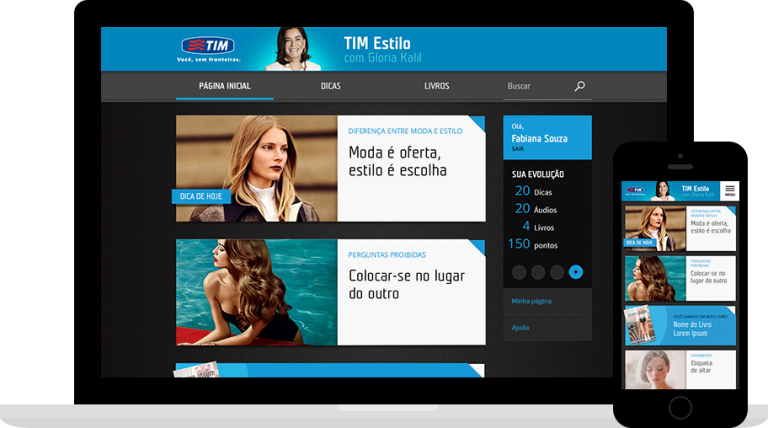 TIM
Você, sem fronteiras.
TIM Estilo
com Gloria Kalil
PÁGINA INICIAL
DICAS
LIVROS
Buscar
DIFERENÇA ENTRE MODA E ESTILO
Moda é oferta,
estilo é escolha
DICA DE HOJE
PERGUNTAS PROIBIDAS
Colocar-se no lugar
do outro
Olá,
Fabiana Souza
SAIR
SUA EVOLUÇÃO
20 Dicas
20 Áudios
4 Livros
150 pontos
+
Minha página
Ajuda
TIM
TIM Estilo
com Gloria Kalil
MENU
DIFERENÇA ENTRE
MODA E ESTILO
Moda é oferta,
estilo é escolha
DICA DE HOJE
PERGUNTAS
PROIBIDAS
Colocar-se no
lugar do outro
VOCÊ GANHOU UM NOVO LIVRO!
Nome do Livro
Lorem Ipsum
CASAMENTO
Etiqueta
de altar